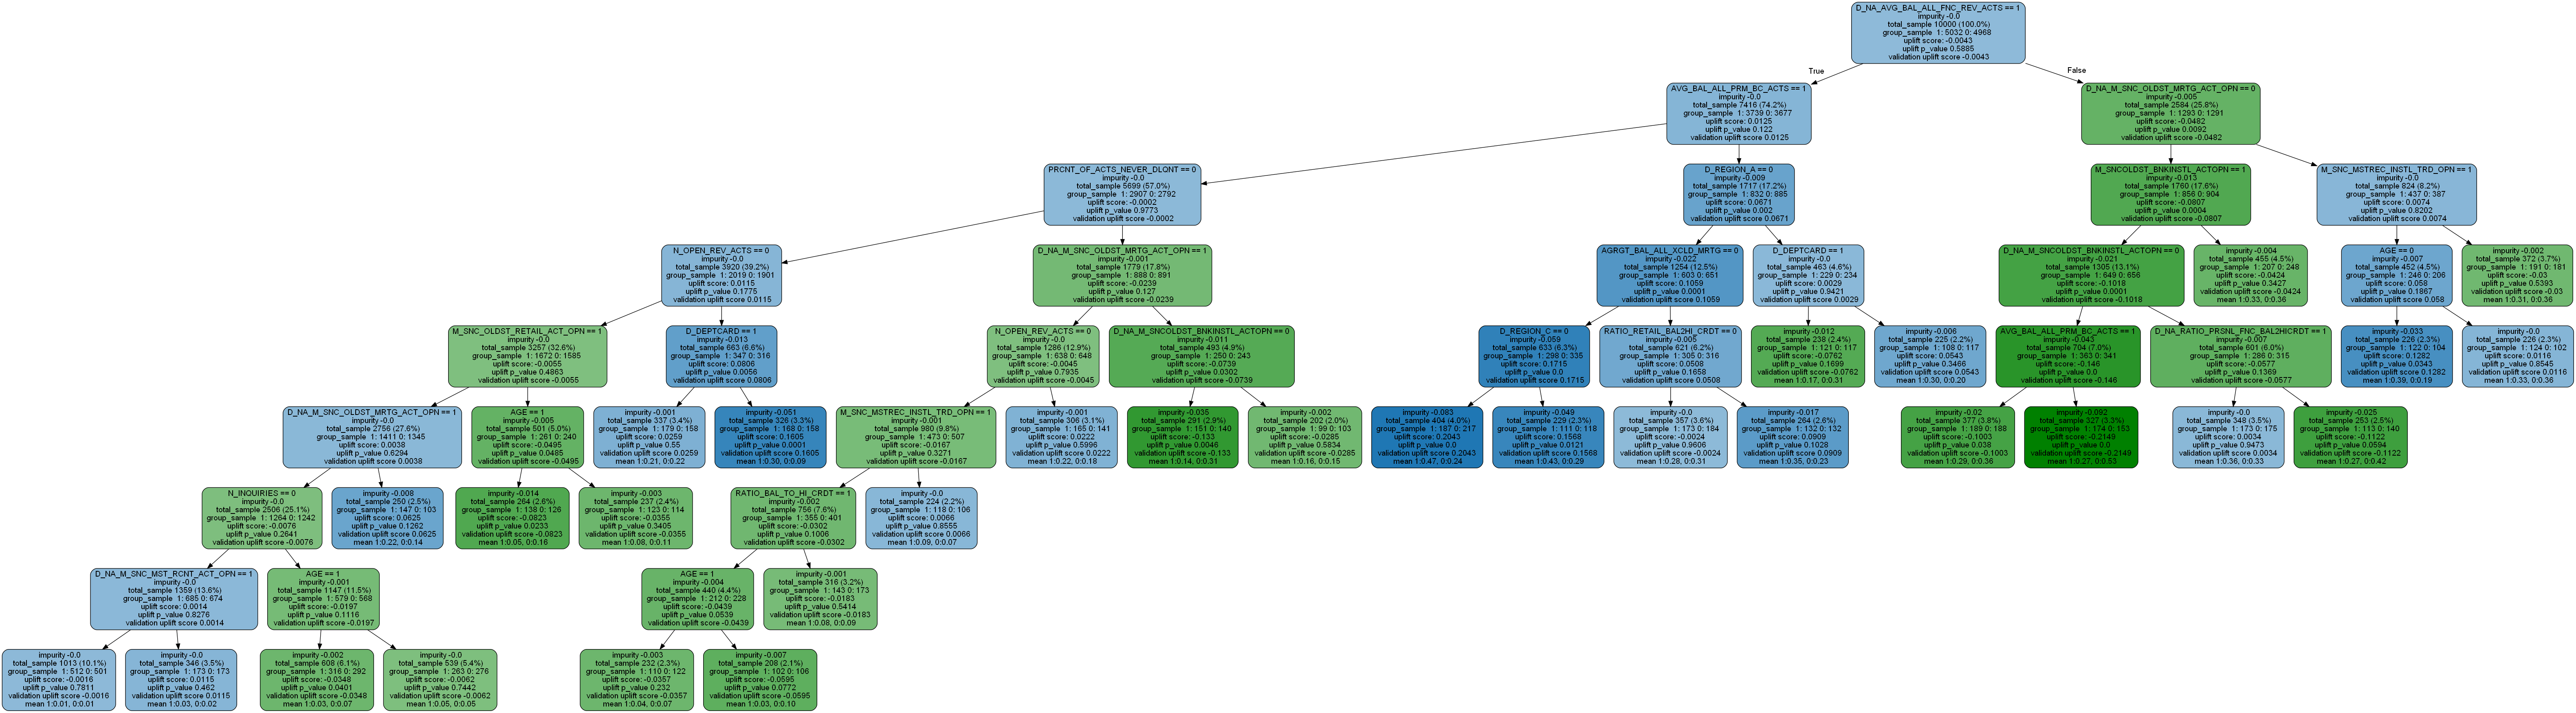 D_NA_AVG_BAL_ALL_FNC_REV_ACTS == 1
impurity -0.0
total_sample 10000 (100.0%)
group_sample 1: 5032 0: 4968
uplift score: -0.0043
uplift p_value 0.5885
validation uplift score -0.0043
True
False
AVG_BAL_ALL_PRM_BC_ACTS == 1
impurity -0.0
total_sample 7416 (74.2%)
group_sample 1: 3739 0: 3677
uplift score: 0.0125
uplift p_value 0.122
validation uplift score 0.0125
D_NA_M_SNC_OLDST_MRTG_ACT_OPN == 0
impurity -0.005
total_sample 2584 (25.8%)
group_sample 1: 1293 0: 1291
uplift score: -0.0482
uplift p_value 0.0092
validation uplift score -0.0482
PRCNT_OF_ACTS_NEVER_DLQNT == 0
impurity -0.0
total_sample 5699 (57.0%)
group_sample 1: 2907 0: 2792
uplift score: -0.0002
uplift p_value 0.9773
validation uplift score -0.0002
D_REGION_A == 0
impurity -0.009
total_sample 1717 (17.2%)
group_sample 1: 832 0: 885
uplift score: 0.0671
uplift p_value 0.002
validation uplift score 0.0671
M_SNCOLDST_BNKINSTL_ACTOPN == 1
impurity -0.013
total_sample 1760 (17.6%)
group_sample 1: 856 0: 904
uplift score: -0.0807
uplift p_value 0.0004
validation uplift score -0.0807
M_SNC_MSTREC_INSTL_TRD_OPN == 1
impurity -0.0
total_sample 824 (8.2%)
group_sample 1: 437 0: 387
uplift score: 0.0074
uplift p_value 0.8202
validation uplift score 0.0074
N_OPEN_REV_ACTS == 0
impurity -0.0
total_sample 3920 (39.2%)
group_sample 1: 2019 0: 1901
uplift score: 0.0115
uplift p_value 0.1775
validation uplift score 0.0115
D_NA_M_SNC_OLDST_MRTG_ACT_OPN == 1
impurity -0.001
total_sample 1779 (17.8%)
group_sample 1: 888 0: 891
uplift score: -0.0239
uplift p_value 0.127
validation uplift score -0.0239
AGRGT_BAL_ALL_XCLD_MRTG == 0
impurity -0.022
total_sample 1254 (12.5%)
group_sample 1: 603 0: 651
uplift score: 0.1059
uplift p_value 0.0001
validation uplift score 0.1059
D_DEPTCARD == 1
impurity -0.0
total_sample 463 (4.6%)
group_sample 1: 229 0: 234
uplift score: 0.0029
uplift p_value 0.9421
validation uplift score 0.0029
D_NA_M_SNCOLDST_BNKINSTL_ACTOPN == 0
impurity -0.021
total_sample 1305 (13.1%)
group_sample 1: 649 0: 656
uplift score: -0.1018
uplift p_value 0.0001
validation uplift score -0.1018
impurity -0.004
total_sample 455 (4.5%)
group_sample 1: 207 0: 248
uplift score: -0.0424
uplift p_value 0.3427
validation uplift score -0.0424
mean 1:0.33, 0:0.36
AGE == 0
impurity -0.007
total_sample 452 (4.5%)
group_sample 1: 246 0: 206
uplift score: 0.058
uplift p_value 0.1867
validation uplift score 0.058
impurity -0.002
total_sample 372 (3.7%)
group_sample 1: 191 0: 181
uplift score: -0.03
uplift p_value 0.5393
validation uplift score -0.03
mean 1:0.31, 0:0.36
M_SNC_OLDST_RETAIL_ACT_OPN == 1
impurity -0.0
total_sample 3257 (32.6%)
group_sample 1: 1672 0: 1585
uplift score: -0.0055
uplift p_value 0.4863
validation uplift score -0.0055
D_DEPTCARD == 1
impurity -0.013
total_sample 663 (6.6%)
group_sample 1: 347 0: 316
uplift score: 0.0806
uplift p_value 0.0056
validation uplift score 0.0806
N_OPEN_REV_ACTS == 0
impurity -0.0
total_sample 1286 (12.9%)
group_sample 1: 638 0: 648
uplift score: -0.0045
uplift p_value 0.7935
validation uplift score -0.0045
D_NA_M_SNCOLDST_BNKINSTL_ACTOPN == 0
impurity -0.011
total_sample 493 (4.9%)
group_sample 1: 250 0: 243
uplift score: -0.0739
uplift p_value 0.0302
validation uplift score -0.0739
D_REGION_C == 0
impurity -0.059
total_sample 633 (6.3%)
group_sample 1: 298 0: 335
uplift score: 0.1715
uplift p_value 0.0
validation uplift score 0.1715
RATIO_RETAIL_BAL2HI_CRDT == 0
impurity -0.005
total_sample 621 (6.2%)
group_sample 1: 305 0: 316
uplift score: 0.0508
uplift p_value 0.1658
validation uplift score 0.0508
impurity -0.012
total_sample 238 (2.4%)
group_sample 1: 121 0: 117
uplift score: -0.0762
uplift p_value 0.1699
validation uplift score -0.0762
mean 1:0.17, 0:0.31
impurity -0.006
total_sample 225 (2.2%)
group_sample 1: 108 0: 117
uplift score: 0.0543
uplift p_value 0.3466
validation uplift score 0.0543
mean 1:0.30, 0:0.20
AVG_BAL_ALL_PRM_BC_ACTS == 1
impurity -0.043
total_sample 704 (7.0%)
group_sample 1: 363 0: 341
uplift score: -0.146
uplift p_value 0.0
validation uplift score -0.146
D_NA_RATIO_PRSNL_FNC_BAL2HICRDT == 1
impurity -0.007
total_sample 601 (6.0%)
group_sample 1: 286 0: 315
uplift score: -0.0577
uplift p_value 0.1369
validation uplift score -0.0577
impurity -0.033
total_sample 226 (2.3%)
group_sample 1: 122 0: 104
uplift score: 0.1282
uplift p_value 0.0343
validation uplift score 0.1282
mean 1:0.39, 0:0.19
impurity -0.0
total_sample 226 (2.3%)
group_sample 1: 124 0: 102
uplift score: 0.0116
uplift p_value 0.8545
validation uplift score 0.0116
mean 1:0.33, 0:0.36
D_NA_M_SNC_OLDST_MRTG_ACT_OPN == 1
impurity -0.0
total_sample 2756 (27.6%)
group_sample 1: 1411 0: 1345
uplift score: 0.0038
uplift p_value 0.6294
validation uplift score 0.0038
AGE == 1
impurity -0.005
total_sample 501 (5.0%)
group_sample 1: 261 0: 240
uplift score: -0.0495
uplift p_value 0.0485
validation uplift score -0.0495
impurity -0.001
total_sample 337 (3.4%)
group_sample 1: 179 0: 158
uplift score: 0.0259
uplift p_value 0.55
validation uplift score 0.0259
mean 1:0.21, 0:0.22
impurity -0.051
total_sample 326 (3.3%)
group_sample 1: 168 0: 158
uplift score: 0.1605
uplift p_value 0.0001
validation uplift score 0.1605
mean 1:0.30, 0:0.09
M_SNC_MSTREC_INSTL_TRD_OPN == 1
impurity -0.001
total_sample 980 (9.8%)
group_sample 1: 473 0: 507
uplift score: -0.0167
uplift p_value 0.3271
validation uplift score -0.0167
impurity -0.001
total_sample 306 (3.1%)
group_sample 1: 165 0: 141
uplift score: 0.0222
uplift p_value 0.5996
validation uplift score 0.0222
mean 1:0.22, 0:0.18
impurity -0.035
total_sample 291 (2.9%)
group_sample 1: 151 0: 140
uplift score: -0.133
uplift p_value 0.0046
validation uplift score -0.133
mean 1:0.14, 0:0.31
impurity -0.002
total_sample 202 (2.0%)
group_sample 1: 99 0: 103
uplift score: -0.0285
uplift p_value 0.5834
validation uplift score -0.0285
mean 1:0.16, 0:0.15
impurity -0.083
total_sample 404 (4.0%)
group_sample 1: 187 0: 217
uplift score: 0.2043
uplift p_value 0.0
validation uplift score 0.2043
mean 1:0.47, 0:0.24
impurity -0.049
total_sample 229 (2.3%)
group_sample 1: 111 0: 118
uplift score: 0.1568
uplift p_value 0.0121
validation uplift score 0.1568
mean 1:0.43, 0:0.29
impurity -0.0
total_sample 357 (3.6%)
group_sample 1: 173 0: 184
uplift score: -0.0024
uplift p_value 0.9606
validation uplift score -0.0024
mean 1:0.28, 0:0.31
impurity -0.017
total_sample 264 (2.6%)
group_sample 1: 132 0: 132
uplift score: 0.0909
uplift p_value 0.1028
validation uplift score 0.0909
mean 1:0.35, 0:0.23
impurity -0.02
total_sample 377 (3.8%)
group_sample 1: 189 0: 188
uplift score: -0.1003
uplift p_value 0.038
validation uplift score -0.1003
mean 1:0.29, 0:0.36
impurity -0.092
total_sample 327 (3.3%)
group_sample 1: 174 0: 153
uplift score: -0.2149
uplift p_value 0.0
validation uplift score -0.2149
mean 1:0.27, 0:0.53
impurity -0.0
total_sample 348 (3.5%)
group_sample 1: 173 0: 175
uplift score: 0.0034
uplift p_value 0.9473
validation uplift score 0.0034
mean 1:0.36, 0:0.33
impurity -0.025
total_sample 253 (2.5%)
group_sample 1: 113 0: 140
uplift score: -0.1122
uplift p_value 0.0594
validation uplift score -0.1122
mean 1:0.27, 0:0.42
N_INQUIRIES == 0
impurity -0.0
total_sample 2506 (25.1%)
group_sample 1: 1264 0: 1242
uplift score: -0.0076
uplift p_value 0.2641
validation uplift score -0.0076
impurity -0.008
total_sample 250 (2.5%)
group_sample 1: 147 0: 103
uplift score: 0.0625
uplift p_value 0.1262
validation uplift score 0.0625
mean 1:0.22, 0:0.14
impurity -0.014
total_sample 264 (2.6%)
group_sample 1: 138 0: 126
uplift score: -0.0823
uplift p_value 0.0233
validation uplift score -0.0823
mean 1:0.05, 0:0.16
impurity -0.003
total_sample 237 (2.4%)
group_sample 1: 123 0: 114
uplift score: -0.0355
uplift p_value 0.3405
validation uplift score -0.0355
mean 1:0.08, 0:0.11
RATIO_BAL_TO_HI_CRDT == 1
impurity -0.002
total_sample 756 (7.6%)
group_sample 1: 355 0: 401
uplift score: -0.0302
uplift p_value 0.1006
validation uplift score -0.0302
impurity -0.0
total_sample 224 (2.2%)
group_sample 1: 118 0: 106
uplift score: 0.0066
uplift p_value 0.8555
validation uplift score 0.0066
mean 1:0.09, 0:0.07
D_NA_M_SNC_MST_RCNT_ACT_OPN == 1
impurity -0.0
total_sample 1359 (13.6%)
group_sample 1: 685 0: 674
uplift score: 0.0014
uplift p_value 0.8276
validation uplift score 0.0014
AGE == 1
impurity -0.001
total_sample 1147 (11.5%)
group_sample 1: 579 0: 568
uplift score: -0.0197
uplift p_value 0.1116
validation uplift score -0.0197
AGE == 1
impurity -0.004
total_sample 440 (4.4%)
group_sample 1: 212 0: 228
uplift score: -0.0439
uplift p_value 0.0539
validation uplift score -0.0439
impurity -0.001
total_sample 316 (3.2%)
group_sample 1: 143 0: 173
uplift score: -0.0183
uplift p_value 0.5414
validation uplift score -0.0183
mean 1:0.08, 0:0.09
impurity -0.0
total_sample 1013 (10.1%)
group_sample 1: 512 0: 501
uplift score: -0.0016
uplift p_value 0.7811
validation uplift score -0.0016
mean 1:0.01, 0:0.01
impurity -0.0
total_sample 346 (3.5%)
group_sample 1: 173 0: 173
uplift score: 0.0115
uplift p_value 0.462
validation uplift score 0.0115
mean 1:0.03, 0:0.02
impurity -0.002
total_sample 608 (6.1%)
group_sample 1: 316 0: 292
uplift score: -0.0348
uplift p_value 0.0401
validation uplift score -0.0348
mean 1:0.03, 0:0.07
impurity -0.0
total_sample 539 (5.4%)
group_sample 1: 263 0: 276
uplift score: -0.0062
uplift p_value 0.7442
validation uplift score -0.0062
mean 1:0.05, 0:0.05
impurity -0.003
total_sample 232 (2.3%)
group_sample 1: 110 0: 122
uplift score: -0.0357
uplift p_value 0.232
validation uplift score -0.0357
mean 1:0.04, 0:0.07
impurity -0.007
total_sample 208 (2.1%)
group_sample 1: 102 0: 106
uplift score: -0.0595
uplift p_value 0.0772
validation uplift score -0.0595
mean 1:0.03, 0:0.10